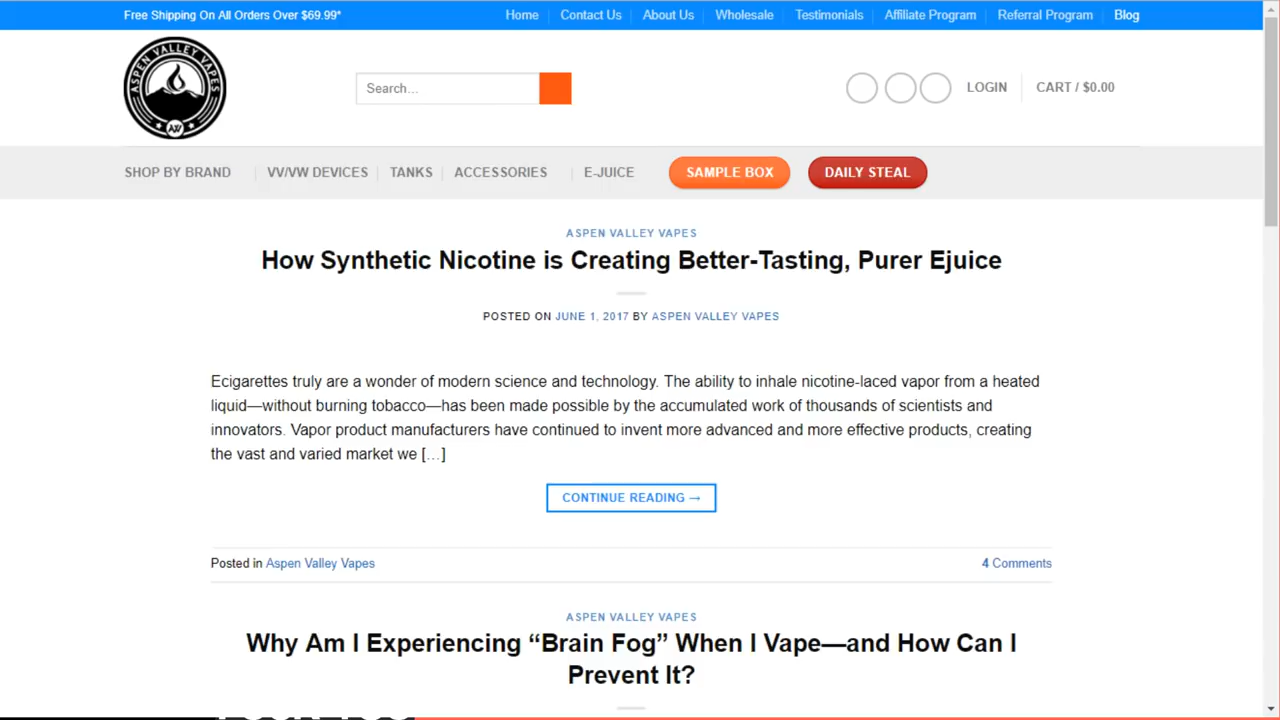 Free Shipping On All Orders Over $69.99*
Home Contact Us About Us Wholesale Testimonials Affiliate Program Referral Program Blog
ASPEN VALLEY VAPES
Search...
LOGIN
CART / $0.00
SHOP BY BRAND VV/VW DEVICES TANKS ACCESSORIES E-JUICE SAMPLE BOX DAILY STEAL
ASPEN VALLEY VAPES
How Synthetic Nicotine is Creating Better-Tasting, Purer Ejuice
POSTED ON JUNE 1, 2017 BY ASPEN VALLEY VAPES
Ecigarettes truly are a wonder of modern science and technology. The ability to inhale nicotine-laced vapor from a heated
liquid—without burning tobacco—has been made possible by the accumulated work of thousands of scientists and
innovators. Vapor product manufacturers have continued to invent more advanced and more effective products, creating
the vast and varied market we [...]
CONTINUE READING →
Posted in Aspen Valley Vapes
4 Comments
ASPEN VALLEY VAPES
Why Am I Experiencing “Brain Fog” When I Vape—and How Can I
Prevent It?